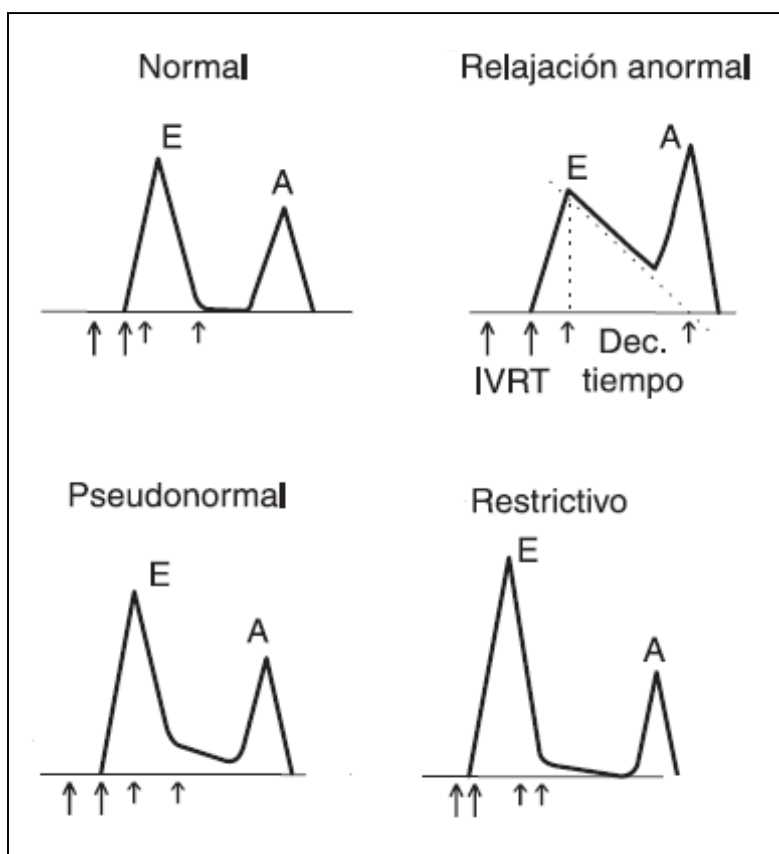 Normal
E
A
Relajación anormal
E
A
Dec.
IVRT tiempo
Pseudonormal
E
A
Restrictivo
E
A